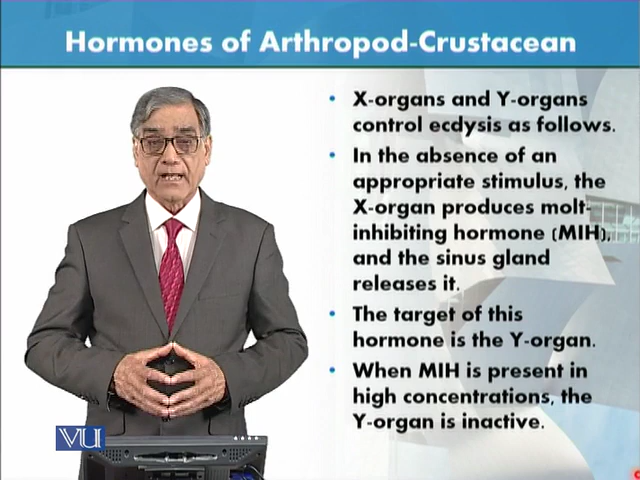 Hormones of Arthropod-Crustacean
• X-organs and Y-organs
control ecdysis as follows.
• In the absence of an
appropriate stimulus, the
X-organ produces molt-
inhibiting hormone (MIH),
and the sinus gland
releases it.
• The target of this
hormone is the Y-organ.
• When MIH is present in
high concentrations, the
Y-organ is inactive.
VU